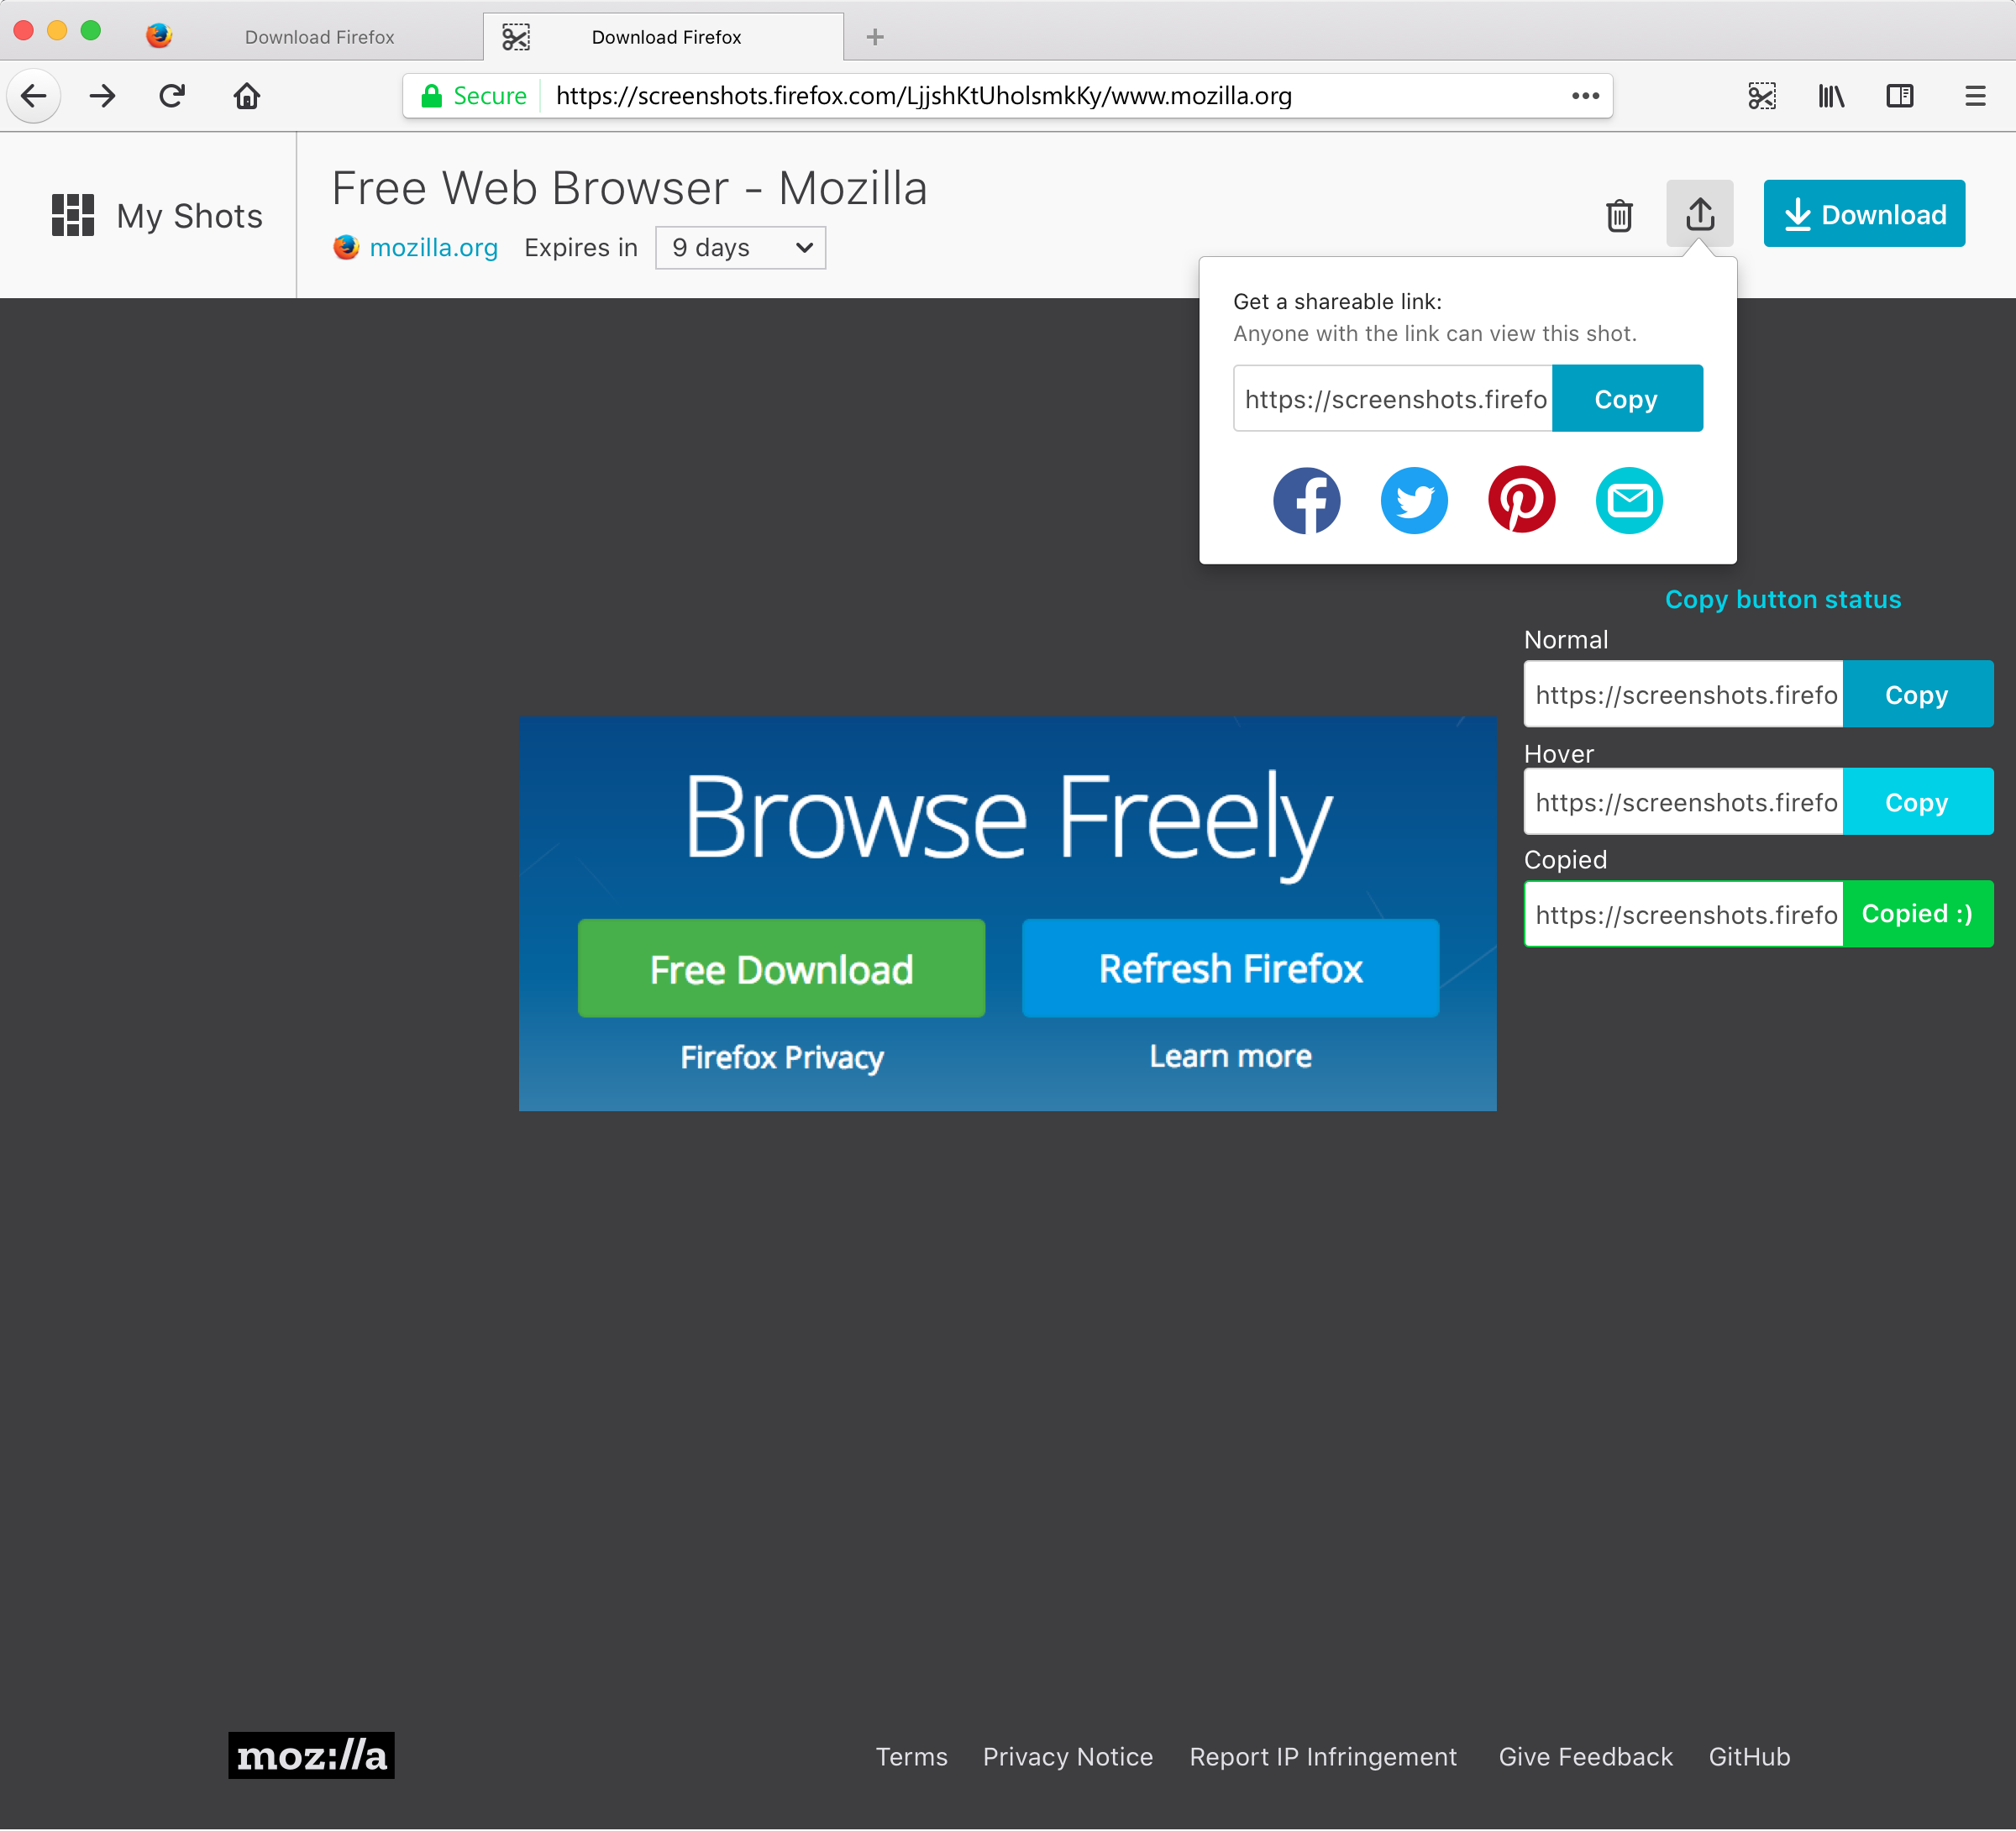 Download Firefox
Download Firefox
Secure https://screenshots.firefox.com/LjjshKtUholsmkKy/www.mozilla.org
My Shots
Free Web Browser - Mozilla
mozilla.org Expires in 9 days
Download
Get a shareable link:
Anyone with the link can view this shot.
https://screenshots.firefo Copy
Copy button status
Normal
https://screenshots.firefo Copy
Hover
https://screenshots.firefo Copy
Copied
https://screenshots.firefo Copied :)
Browse Freely
Free Download Refresh Firefox
Firefox Privacy Learn more
moz://a
Terms Privacy Notice Report IP Infringement Give Feedback GitHub